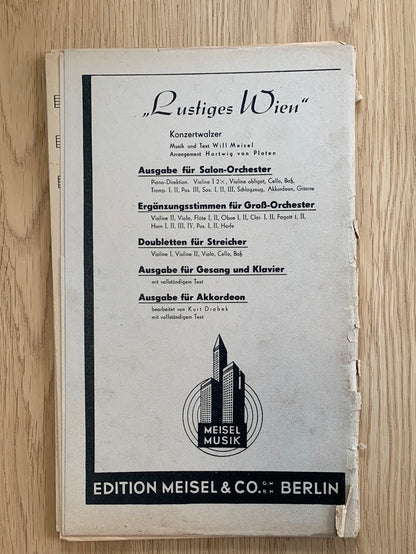 „Lustiges Wien“
Konzertwalzer
Musik und Text Will Meisel
Arrangement Hartwig von Platen
Ausgabe für Salon-Orchester
Piano-Direktion, Violine I 2×, Violine obligat, Cello, Baß,
Tromp. I, II, Pos. III, Sax. I, II, III, Schlagzeug, Akkordeon, Gitarre
Ergänzungsstimmen für Groß-Orchester
Violine II, Viola, Flöte I, II, Oboe I, II, Clar. I, II, Fagott I, II,
Horn I, II, III, IV, Pos. I, II, Harfe
Doubletten für Streicher
Violine I, Violine II, Viola, Cello, Baß
Ausgabe für Gesang und Klavier
mit vollständigem Text
Ausgabe für Akkordeon
bearbeitet von Kurt Drabek
mit vollständigem Text
MEISEL
MUSIK
EDITION MEISEL & CO. G.M.B.H. BERLIN